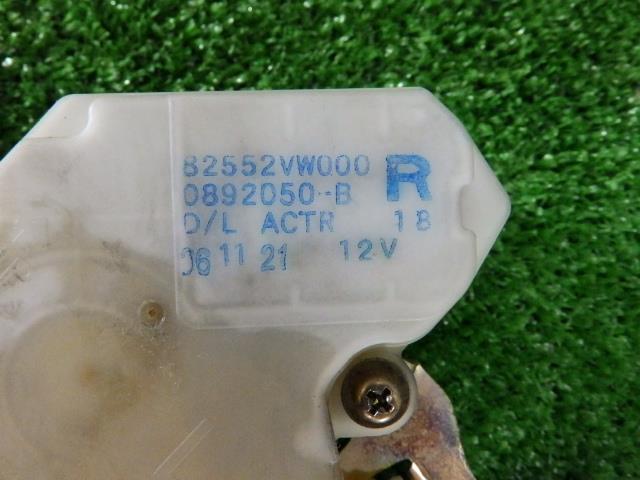 82552VW000
0892050-B R
D/L ACTR 18
06 11 21 12V